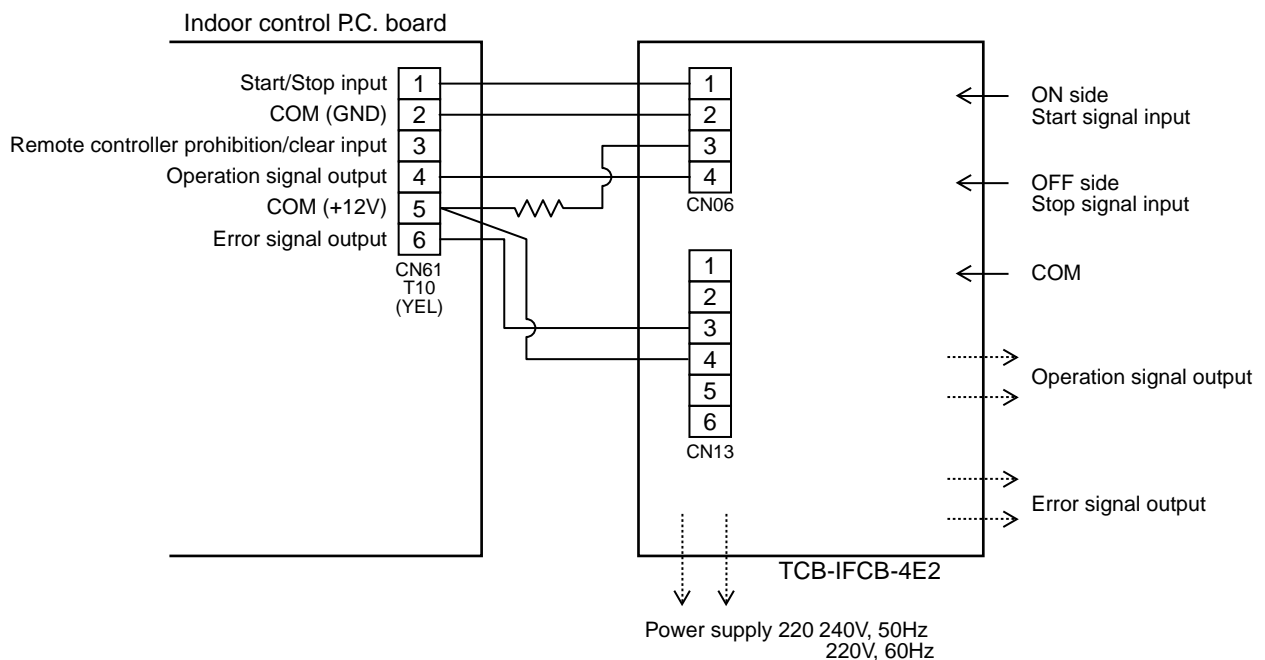 Indoor control P.C. board
Start/Stop input 1
COM (GND) 2
Remote controller prohibition/clear input 3
Operation signal output 4
COM (+12V) 5
Error signal output 6
CN61
T10
(YEL)
1
2
3
4
CN06
1
2
3
4
5
6
CN13
ON side
Start signal input
OFF side
Stop signal input
COM
Operation signal output
Error signal output
TCB-IFCB-4E2
Power supply 220 240V, 50Hz
220V, 60Hz